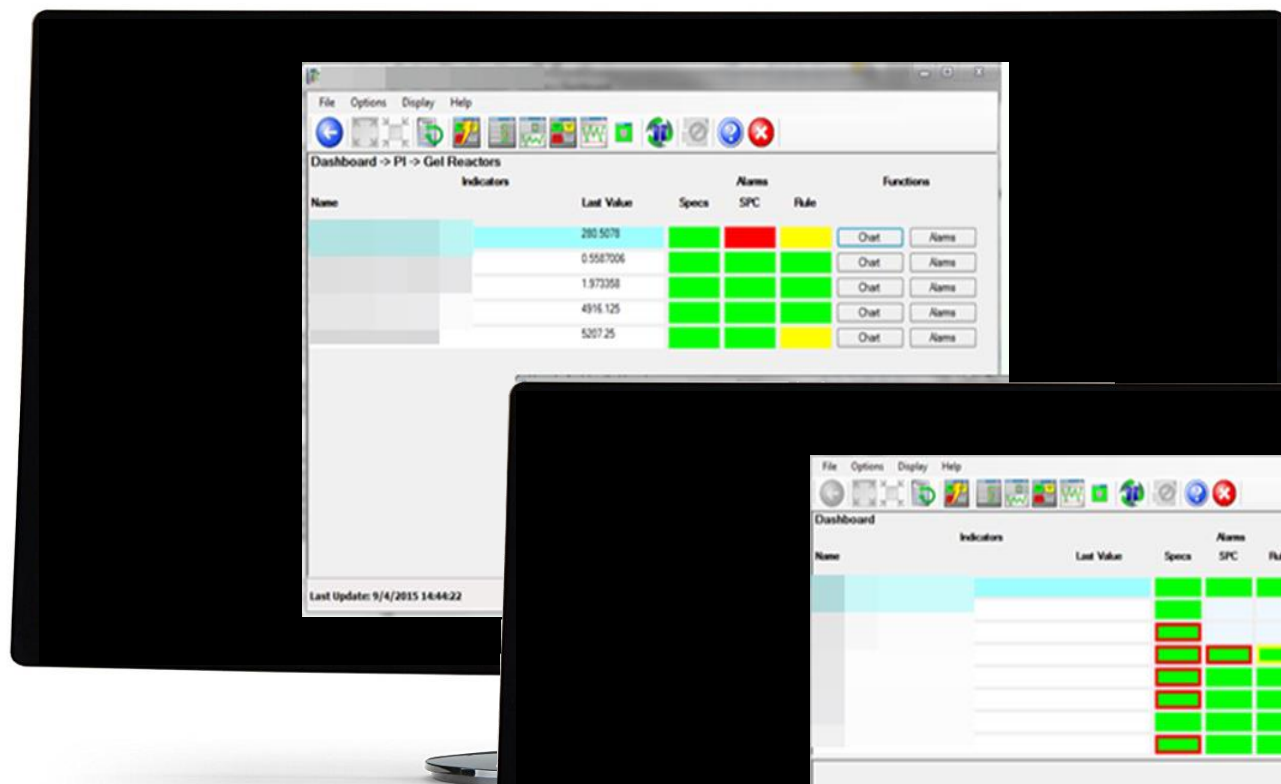 File Options Display Help
Dashboard -> PI -> Gel Reactors
Indicators Alarms Functions
Name Last Value Specs SPC Rule
280.5078 Chart Alarms
0.5587006 Chart Alarms
1.973358 Chart Alarms
4916.125 Chart Alarms
5207.25 Chart Alarms
Last Update: 9/4/2015 14:44:22
File Options Display Help
Dashboard
Indicators Alarms
Name Last Value Specs SPC